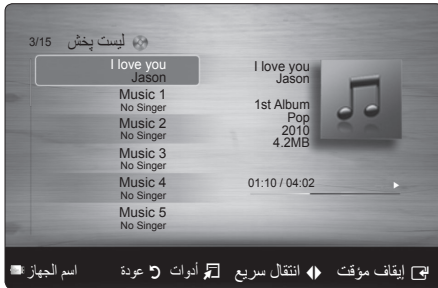 لیست پخش 3/15
I love you
Jason
Music 1
No Singer
Music 2
No Singer
Music 3
No Singer
Music 4
No Singer
Music 5
No Singer
I love you
Jason
1st Album
Pop
2010
4.2MB
01:10 / 04:02
إيقاف مؤقت انتقال سريع أدوات عودة اسم الجهاز